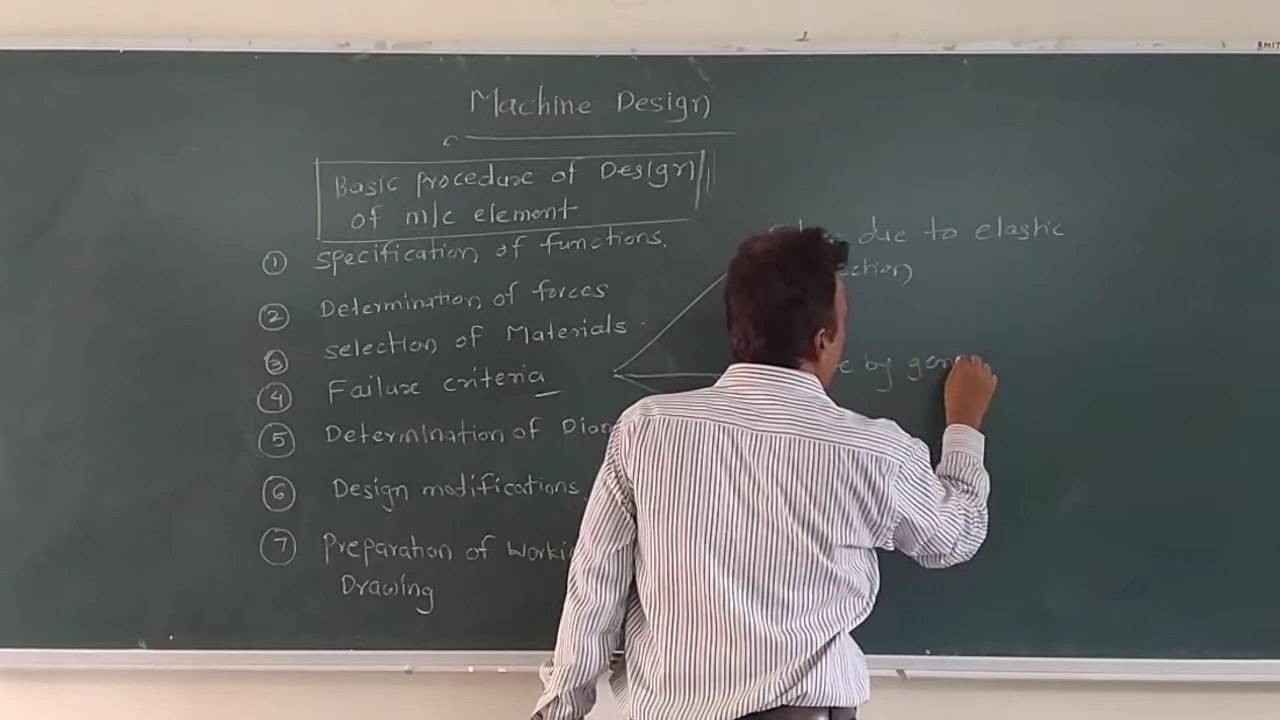 Machine Design
Basic procedure of Design
of m/c element
① Specification of functions.
② Determination of forces
③ selection of Materials
④ Failure criteria
⑤ Determination of
⑥ Design modifications.
⑦ Preparation of
Drawing
due to elastic
by